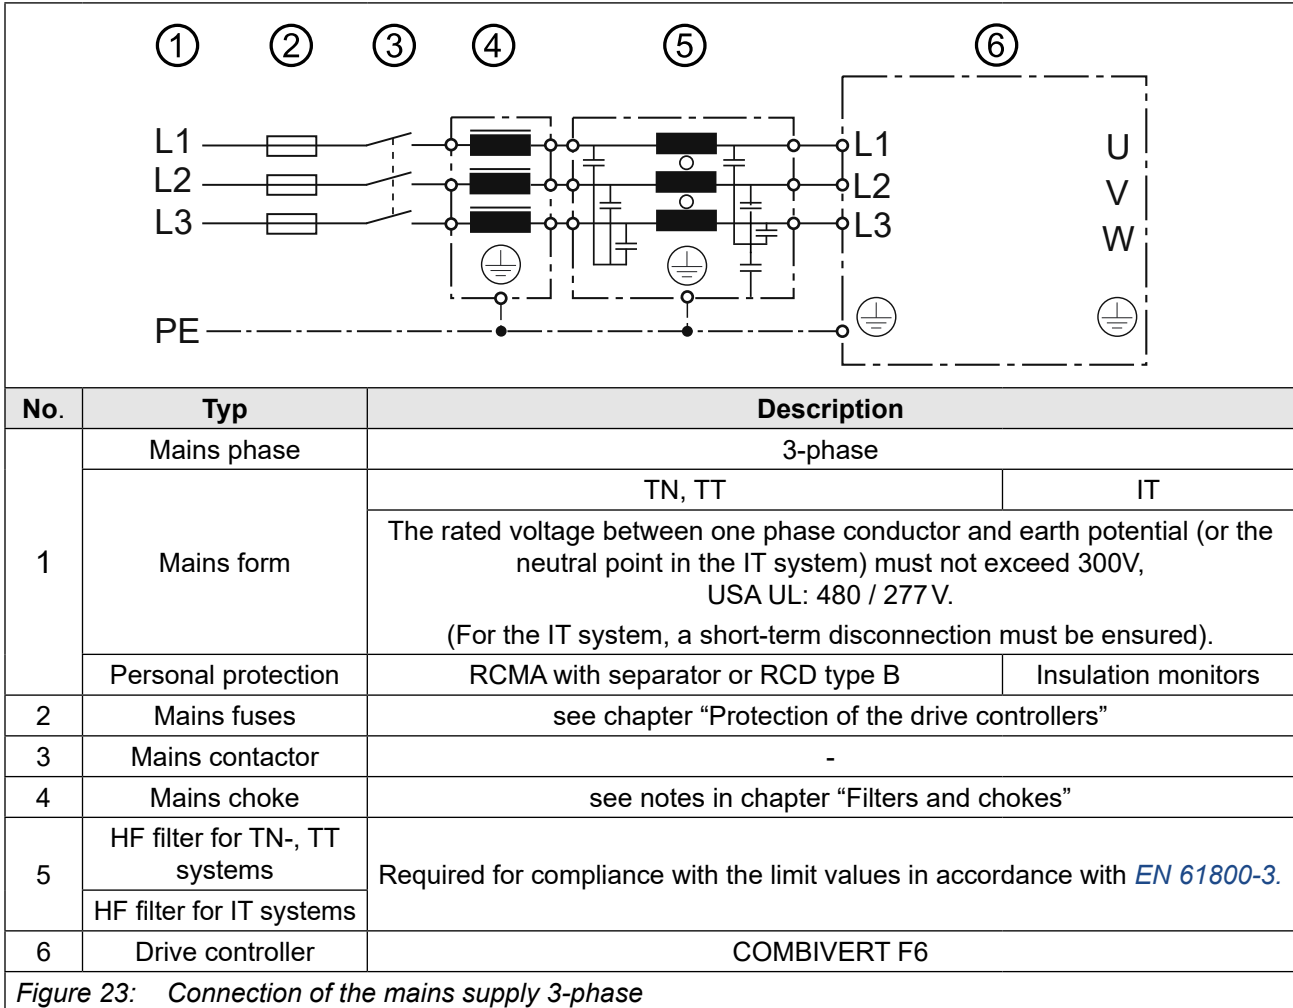 1 2 3 4 5 6
L1 L1 U
L2 L2 V
L3 L3 W
PE
No. Typ Description
1 Mains phase 3-phase
Mains form TN, TT IT
The rated voltage between one phase conductor and earth potential (or the
neutral point in the IT system) must not exceed 300V,
USA UL: 480 / 277 V.
(For the IT system, a short-term disconnection must be ensured).
Personal protection RCMA with separator or RCD type B Insulation monitors
2 Mains fuses see chapter “Protection of the drive controllers”
3 Mains contactor -
4 Mains choke see notes in chapter “Filters and chokes”
5 HF filter for TN-, TT
systems
Required for compliance with the limit values in accordance with EN 61800-3.
HF filter for IT systems
6 Drive controller COMBIVERT F6
Figure 23: Connection of the mains supply 3-phase